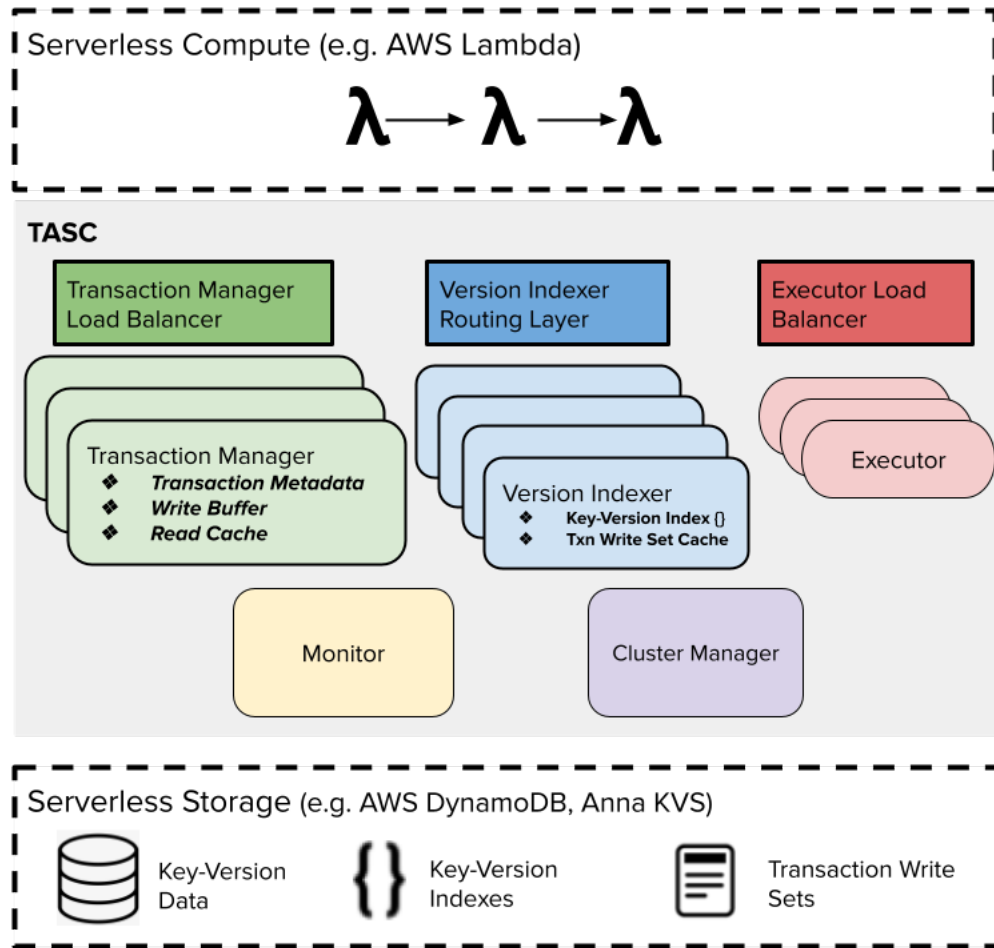 Serverless Compute (e.g. AWS Lambda)
λ λ λ
TASC
Transaction Manager
Load Balancer
Version Indexer
Routing Layer
Executor Load
Balancer
Transaction Manager
❖ Transaction Metadata
❖ Write Buffer
❖ Read Cache
Version Indexer
❖ Key-Version Index {}
❖ Txn Write Set Cache
Executor
Monitor
Cluster Manager
Serverless Storage (e.g. AWS DynamoDB, Anna KVS)
Key-Version
Data
{ }
Key-Version
Indexes
Transaction Write
Sets